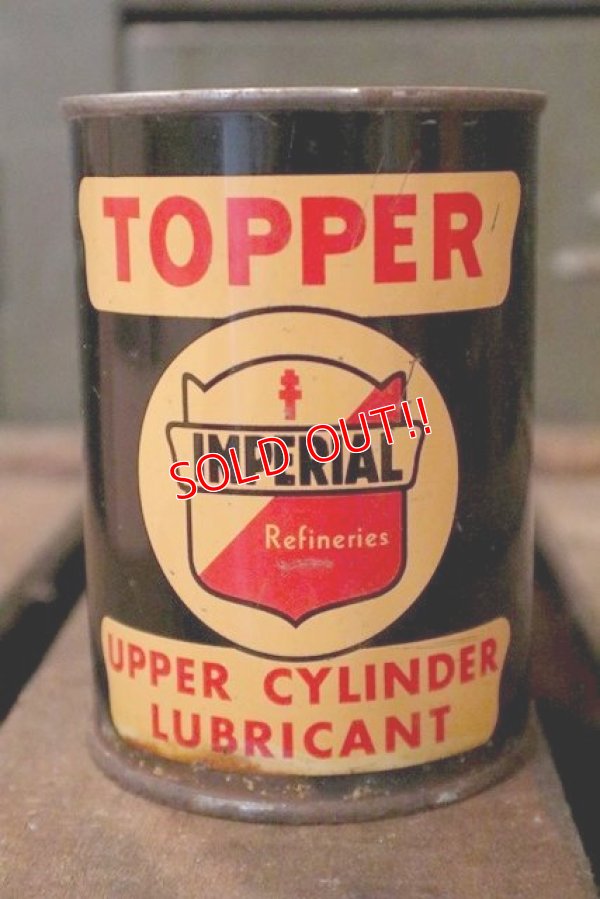 TOPPER
IMPERIAL
SOLD OUT!!
Refineries
UPPER CYLINDER
LUBRICANT